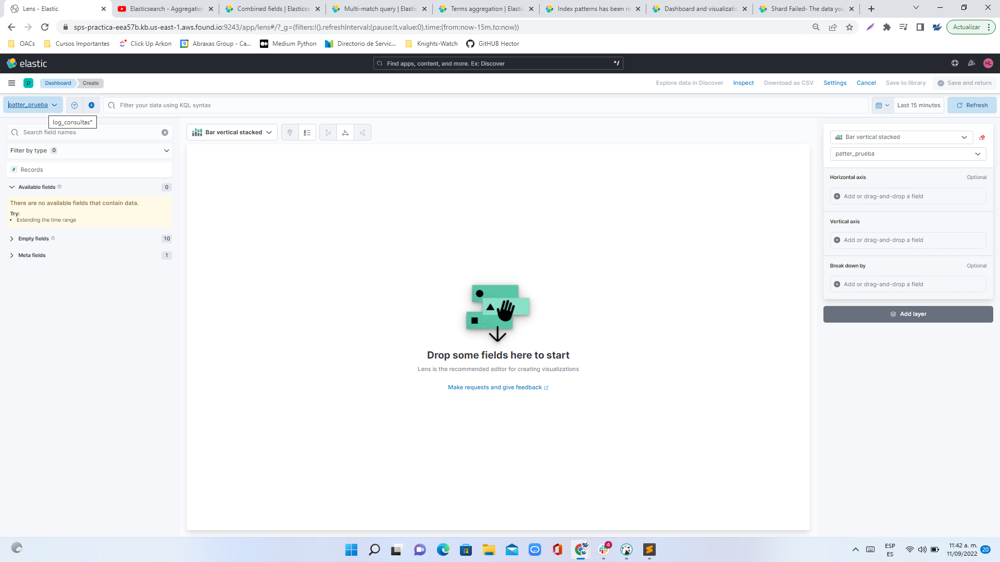 Lens - Elastic
Elasticsearch - Aggregation
Combined fields | Elasticse
Multi-match query | Elastic
Terms aggregation | Elastic
Index patterns has been re
Dashboard and visualizatio
Shard Failed- The data you
sps-practica-eea57b.kb.us-east-1.aws.found.io:9243/app/lens#/?_g=(filters:!(),refreshInterval:(pause:!t,value:0),time:(from:now-15m,to:now))
Actualizar
OACs
Cursos Importantes
Click Up Arkon
9
Abraxas Group - Ca...
Medium Python
Directorio de Servic...
Knights-Watch
GitHUB Hector
elastic
Find apps, content, and more. Ex: Discover
^/
HL
D
Dashboard
Create
Explore data in Discover
Inspect
Download as CSV
Settings
Cancel
Save to library
Save and return
patter_prueba
Filter your data using KQL syntax
Last 15 minutes
Refresh
log_consultas*
Search field names
Filter by type 0
# Records
Available fields
0
There are no available fields that contain data.
Try:
• Extending the time range
Empty fields
10
Meta fields
1
Bar vertical stacked
Drop some fields here to start
Lens is the recommended editor for creating visualizations
Make requests and give feedback
Bar vertical stacked
patter_prueba
Horizontal axis
Optional
Add or drag-and-drop a field
Vertical axis
Add or drag-and-drop a field
Break down by
Optional
Add or drag-and-drop a field
Add layer
4
ESP
ES
11:42 a. m.
11/09/2022
20